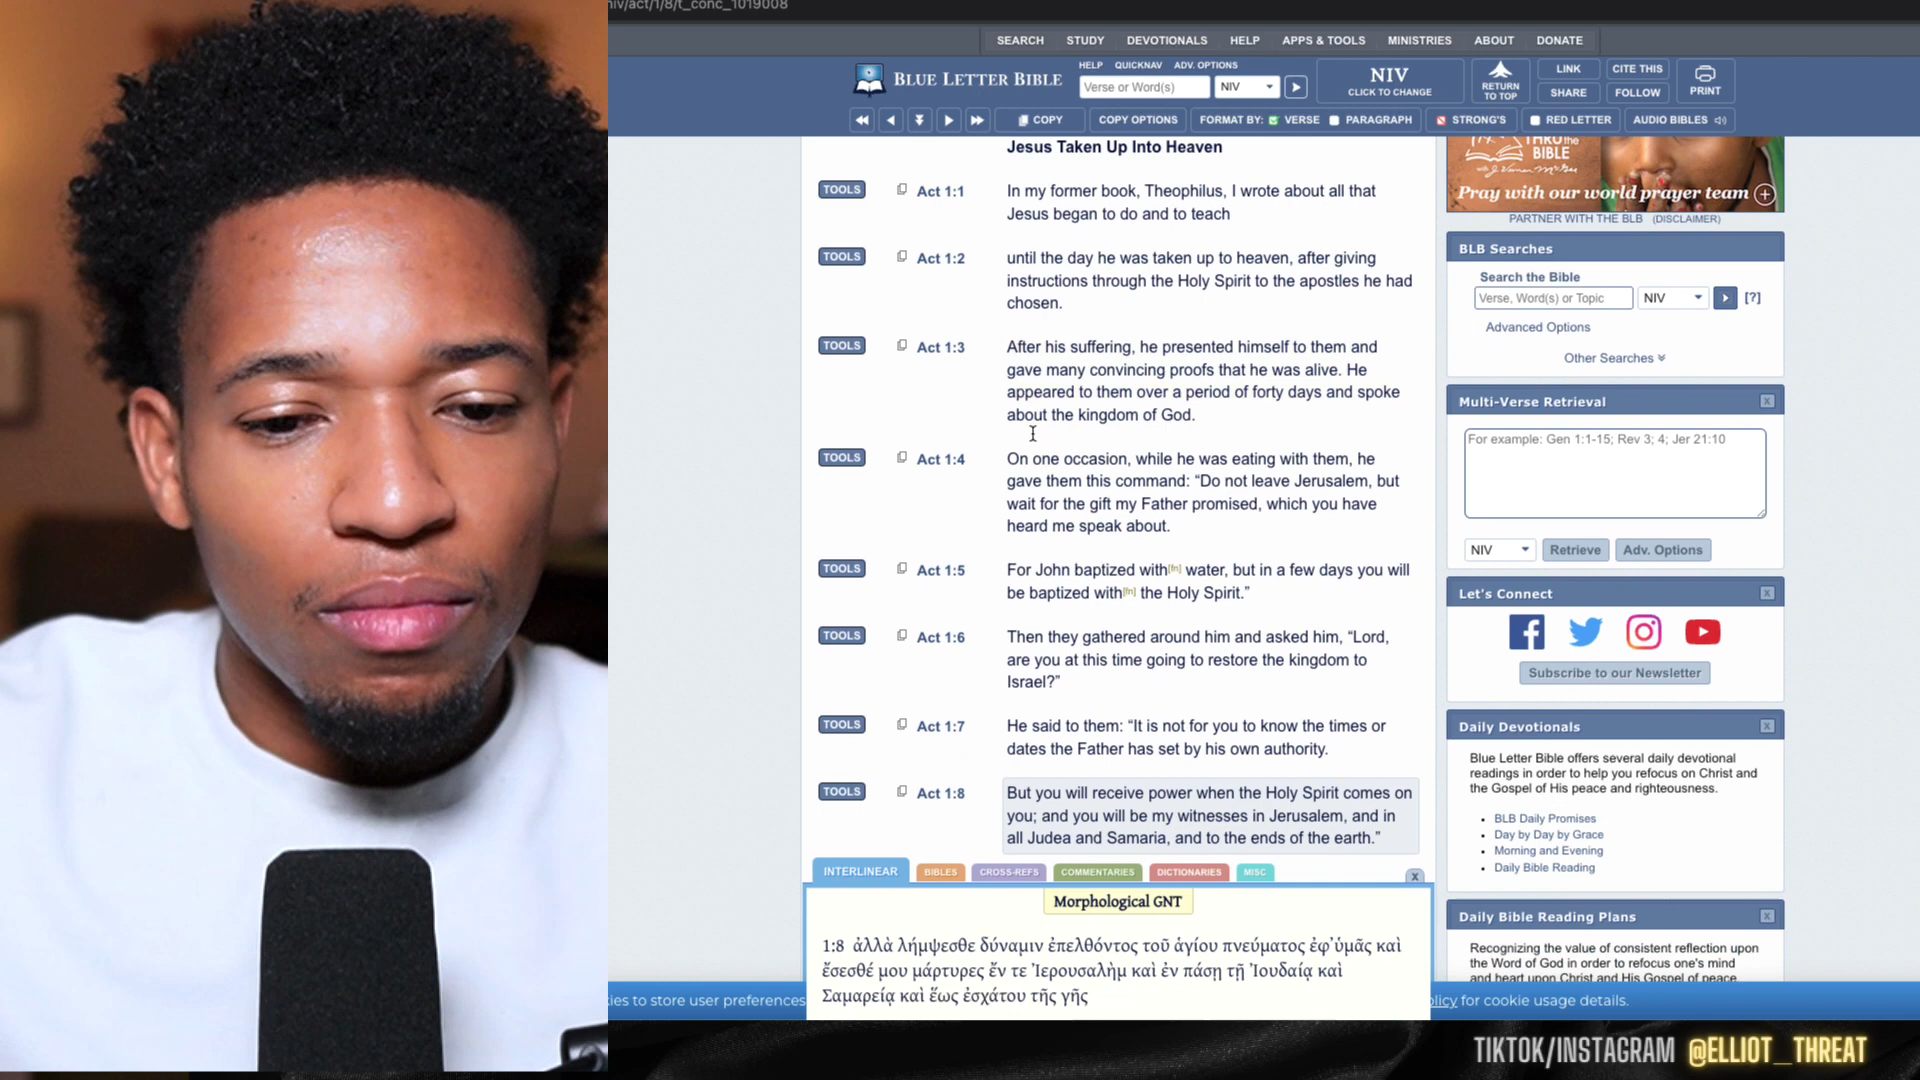 iv/act/1/8/t_conc_1019008
SEARCH STUDY DEVOTIONALS HELP APPS & TOOLS MINISTRIES ABOUT DONATE
BLUE LETTER BIBLE
HELP QUICKNAV ADV. OPTIONS
Verse or Word(s) NIV
NIV
CLICK TO CHANGE
RETURN
TO TOP
LINK
SHARE
CITE THIS
FOLLOW
PRINT
COPY COPY OPTIONS FORMAT BY: VERSE PARAGRAPH STRONG'S RED LETTER AUDIO BIBLES
Jesus Taken Up Into Heaven
TOOLS Act 1:1 In my former book, Theophilus, I wrote about all that
Jesus began to do and to teach
TOOLS Act 1:2 until the day he was taken up to heaven, after giving
instructions through the Holy Spirit to the apostles he had
chosen.
TOOLS Act 1:3 After his suffering, he presented himself to them and
gave many convincing proofs that he was alive. He
appeared to them over a period of forty days and spoke
about the kingdom of God.
TOOLS Act 1:4 On one occasion, while he was eating with them, he
gave them this command: “Do not leave Jerusalem, but
wait for the gift my Father promised, which you have
heard me speak about.
TOOLS Act 1:5 For John baptized with[fn] water, but in a few days you will
be baptized with[fn] the Holy Spirit.”
TOOLS Act 1:6 Then they gathered around him and asked him, “Lord,
are you at this time going to restore the kingdom to
Israel?”
TOOLS Act 1:7 He said to them: “It is not for you to know the times or
dates the Father has set by his own authority.
TOOLS Act 1:8 But you will receive power when the Holy Spirit comes on
you; and you will be my witnesses in Jerusalem, and in
all Judea and Samaria, and to the ends of the earth.”
INTERLINEAR BIBLES CROSS-REFS COMMENTARIES DICTIONARIES MISC x
Morphological GNT
1:8 ἀλλὰ λήμψεσθε δύναμιν ἐπελθόντος τοῦ ἁγίου πνεύματος ἐφ’ὑμᾶς καὶ
ἔσεσθέ μου μάρτυρες ἔν τε Ἰερουσαλὴμ καὶ ἐν πάσῃ τῇ Ἰουδαίᾳ καὶ
Σαμαρείᾳ καὶ ἕως ἐσχάτου τῆς γῆς
THRU the
BIBLE
with J. Vernon McGee
Pray with our world prayer team
PARTNER WITH THE BLB (DISCLAIMER)
BLB Searches
Search the Bible
Verse, Word(s) or Topic NIV [?]
Advanced Options
Other Searches
Multi-Verse Retrieval x
For example: Gen 1:1-15; Rev 3; 4; Jer 21:10
NIV Retrieve Adv. Options
Let's Connect x
Subscribe to our Newsletter
Daily Devotionals x
Blue Letter Bible offers several daily devotional
readings in order to help you refocus on Christ and
the Gospel of His peace and righteousness.
BLB Daily Promises
Day by Day by Grace
Morning and Evening
Daily Bible Reading
Daily Bible Reading Plans x
Recognizing the value of consistent reflection upon
the Word of God in order to refocus one's mind
and heart upon Christ and His Gospel of peace,
ies to store user preferences
olicy for cookie usage details.
TIKTOK/INSTAGRAM @ELLIOT_THREAT